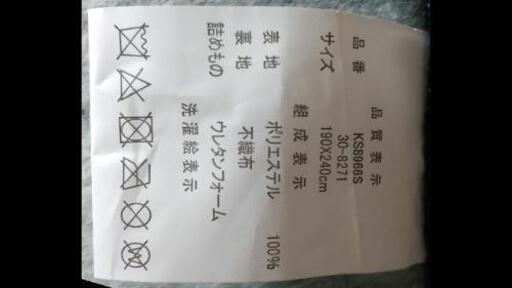 品質表示
品番 KS8966S
30-8271
サイズ 190X240cm
組成表示
表地 ポリエステル 100%
裏地 不織布
詰めもの ウレタンフォーム
洗濯絵表示